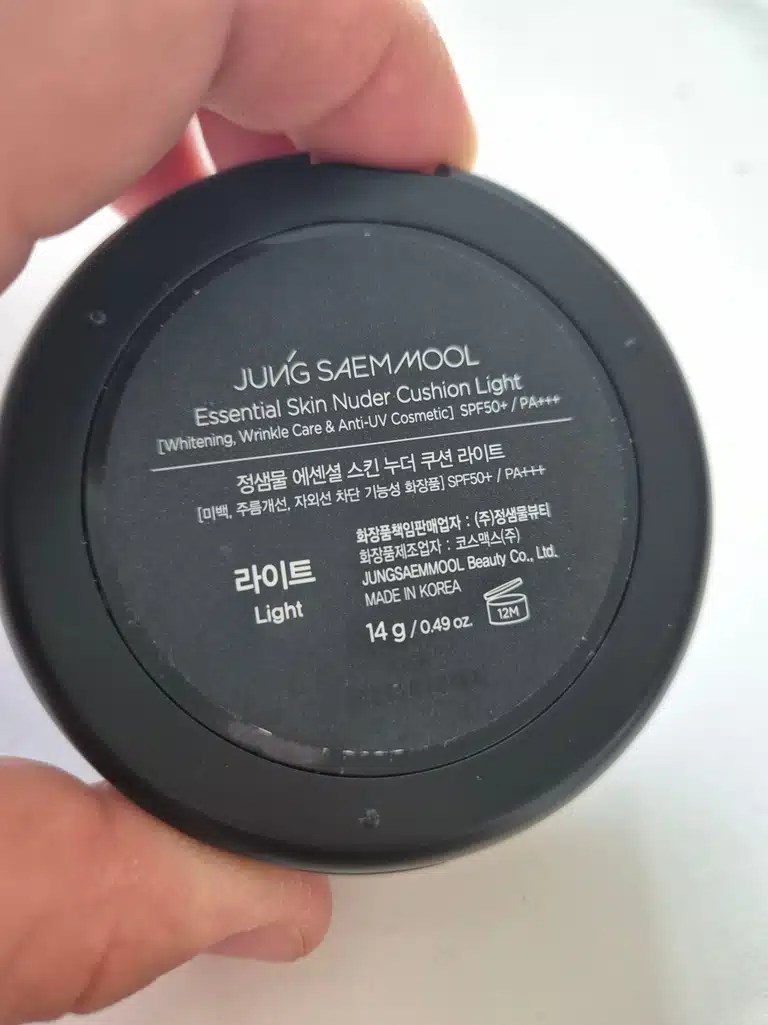 JUNG SAEM MOOL
Essential Skin Nuder Cushion Light
[Whitening, Wrinkle Care & Anti-UV Cosmetic] SPF50+ / PA+++
정샘물 에센셜 스킨 누더 쿠션 라이트
[미백, 주름개선, 자외선 차단 기능성 화장품] SPF50+ / PA+++
라이트
Light
화장품책임판매업자 : (주)정샘물뷰티
화장품제조업자 : 코스맥스(주)
JUNGSAEMMOOL Beauty Co., Ltd.
MADE IN KOREA
14 g / 0.49 oz.
12M